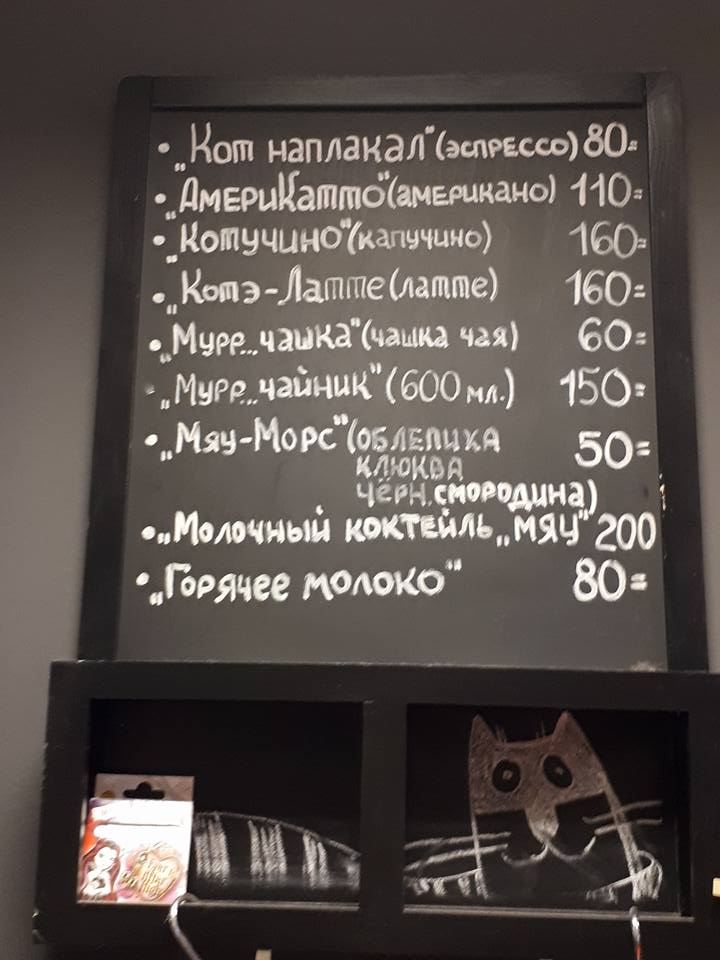 • „Кот наплакал" (эспрессо) 80=
• „АмериКатто" (американо) 110=
• „Котучино" (капучино) 160=
• „Котэ-Латте (латте) 160=
• „Мурр... чашка" (чашка чая) 60=
• „Мурр... чайник" (600 мл.) 150=
• „Мяу-Морс" (облепиха 50=
клюква
чёрн. смородина)
• „Молочный коктейль „мяу" 200
• „Горячее молоко" 80=